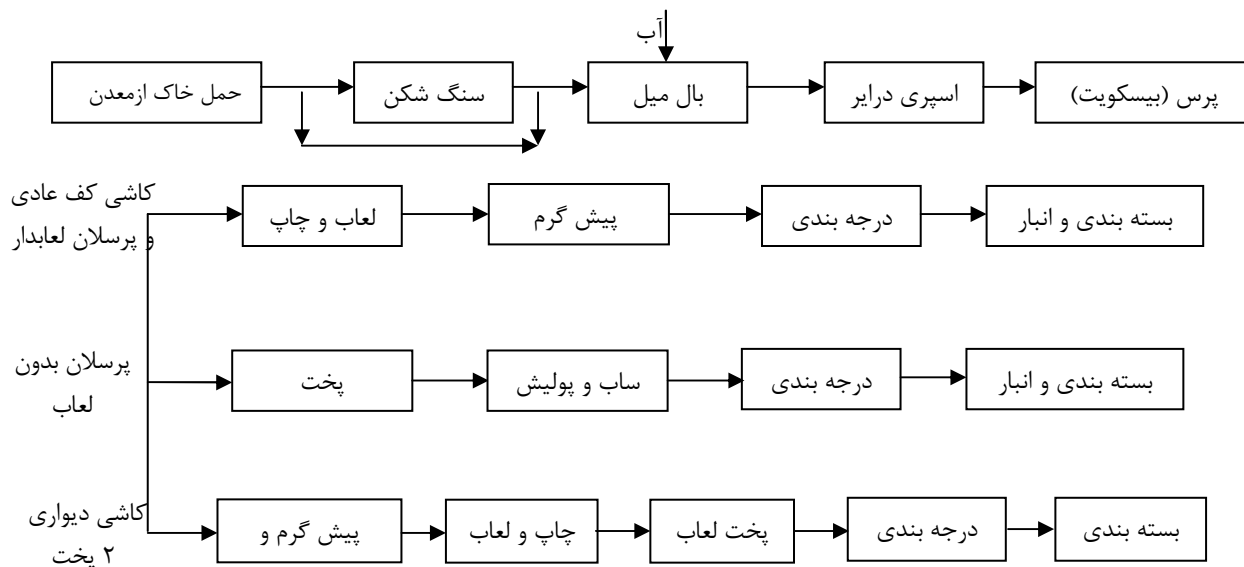 آب
حمل خاک ازمعدن
سنگ شکن
بال میل
اسپری درایر
پرس (بیسکویت)
کاشی کف عادی
و پرسلان لعابدار
لعاب و چاپ
پیش گرم
درجه بندی
بسته بندی و انبار
پرسلان بدون
لعاب
پخت
ساب و پولیش
درجه بندی
بسته بندی و انبار
کاشی دیواری
۲ پخت
پیش گرم و
چاپ و لعاب
پخت لعاب
درجه بندی
بسته بندی